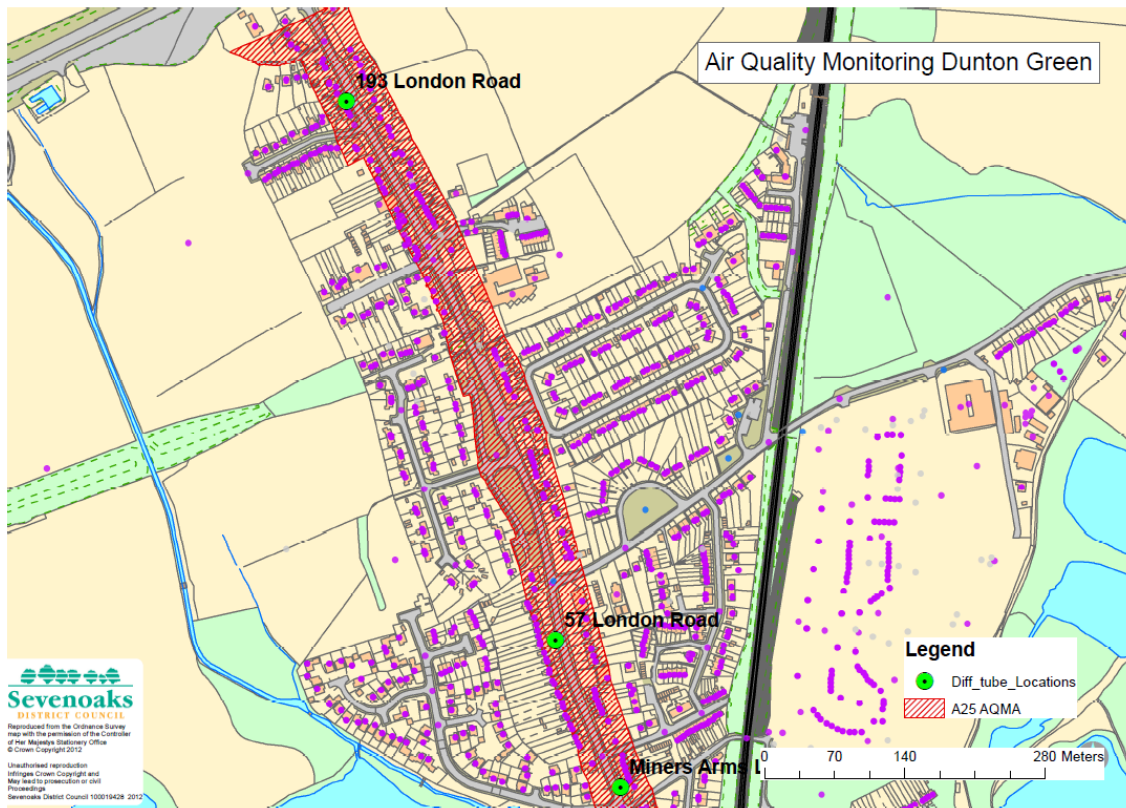 Air Quality Monitoring Dunton Green
193 London Road
57 London Road
Legend
Diff_tube_Locations
A25 AQMA
Miners Arms L
0 70 140 280 Meters
Sevenoaks
DISTRICT COUNCIL
Reproduced from the Ordnance Survey
map with the permission of the Controller
of Her Majestys Stationery Office
© Crown Copyright 2012
Unauthorised reproduction
Infringes Crown Copyright and
May lead to prosecution or civil
Proceedings
Sevenoaks District Council 100019428 2012